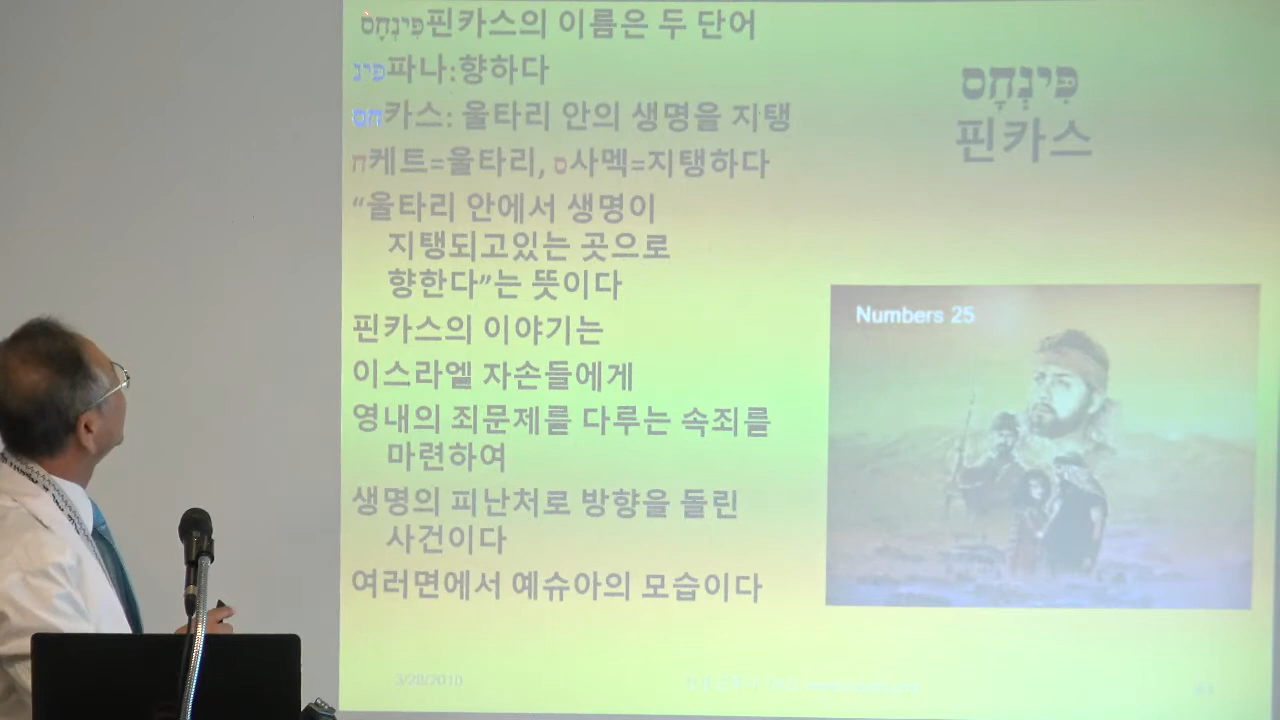 פִּינְחָס핀카스의 이름은 두 단어
פינ파나:향하다
חס카스: 울타리 안의 생명을 지탱
ח케트=울타리, ס사멕=지탱하다
“울타리 안에서 생명이
지탱되고있는 곳으로
향한다”는 뜻이다
핀카스의 이야기는
이스라엘 자손들에게
영내의 죄문제를 다루는 속죄를
마련하여
생명의 피난처로 방향을 돌린
사건이다
여러면에서 예슈아의 모습이다
פִּינְחָס
핀카스
Numbers 25
3/28/2010